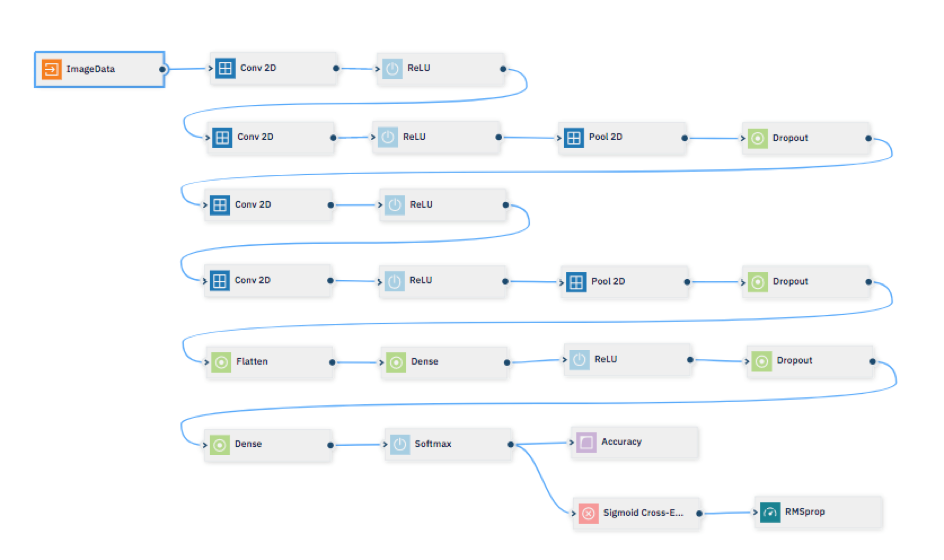 ImageData
Conv 2D
ReLU
Conv 2D
ReLU
Pool 2D
Dropout
Conv 2D
ReLU
Conv 2D
ReLU
Pool 2D
Dropout
Flatten
Dense
ReLU
Dropout
Dense
Softmax
Accuracy
Sigmoid Cross-E...
RMSprop